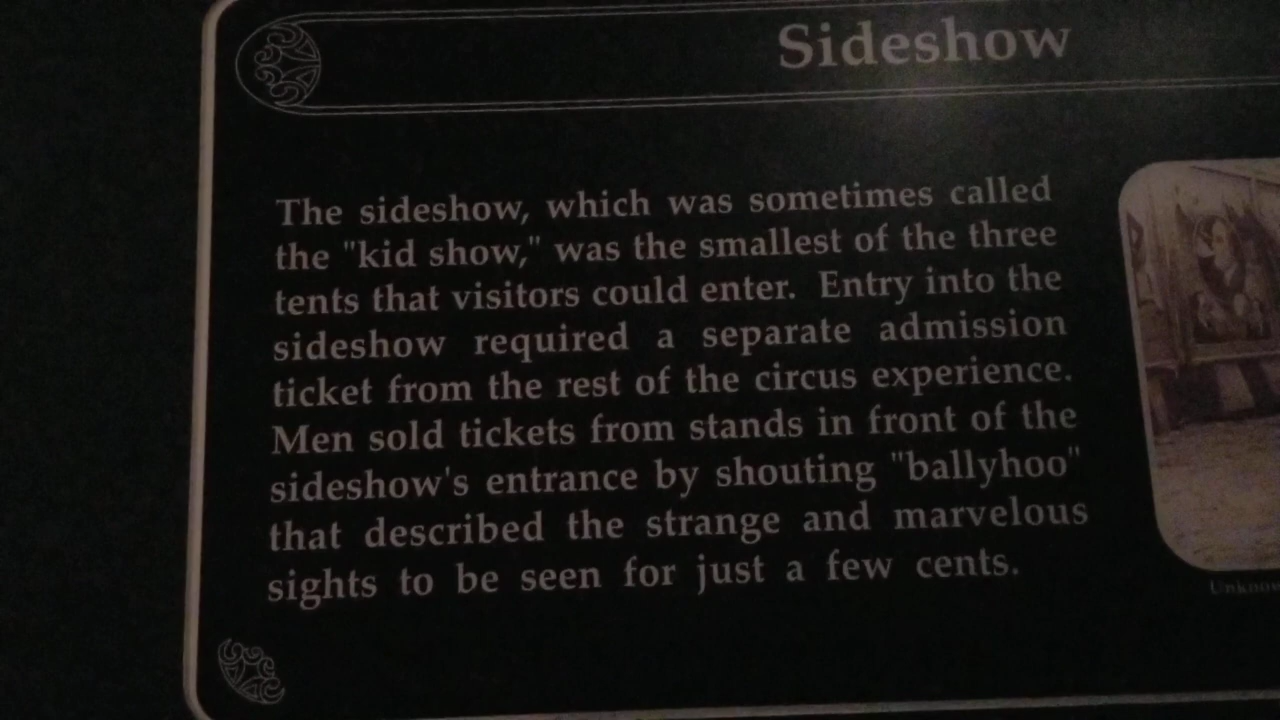 Sideshow
The sideshow, which was sometimes called
the "kid show," was the smallest of the three
tents that visitors could enter. Entry into the
sideshow required a separate admission
ticket from the rest of the circus experience.
Men sold tickets from stands in front of the
sideshow's entrance by shouting "ballyhoo"
that described the strange and marvelous
sights to be seen for just a few cents.